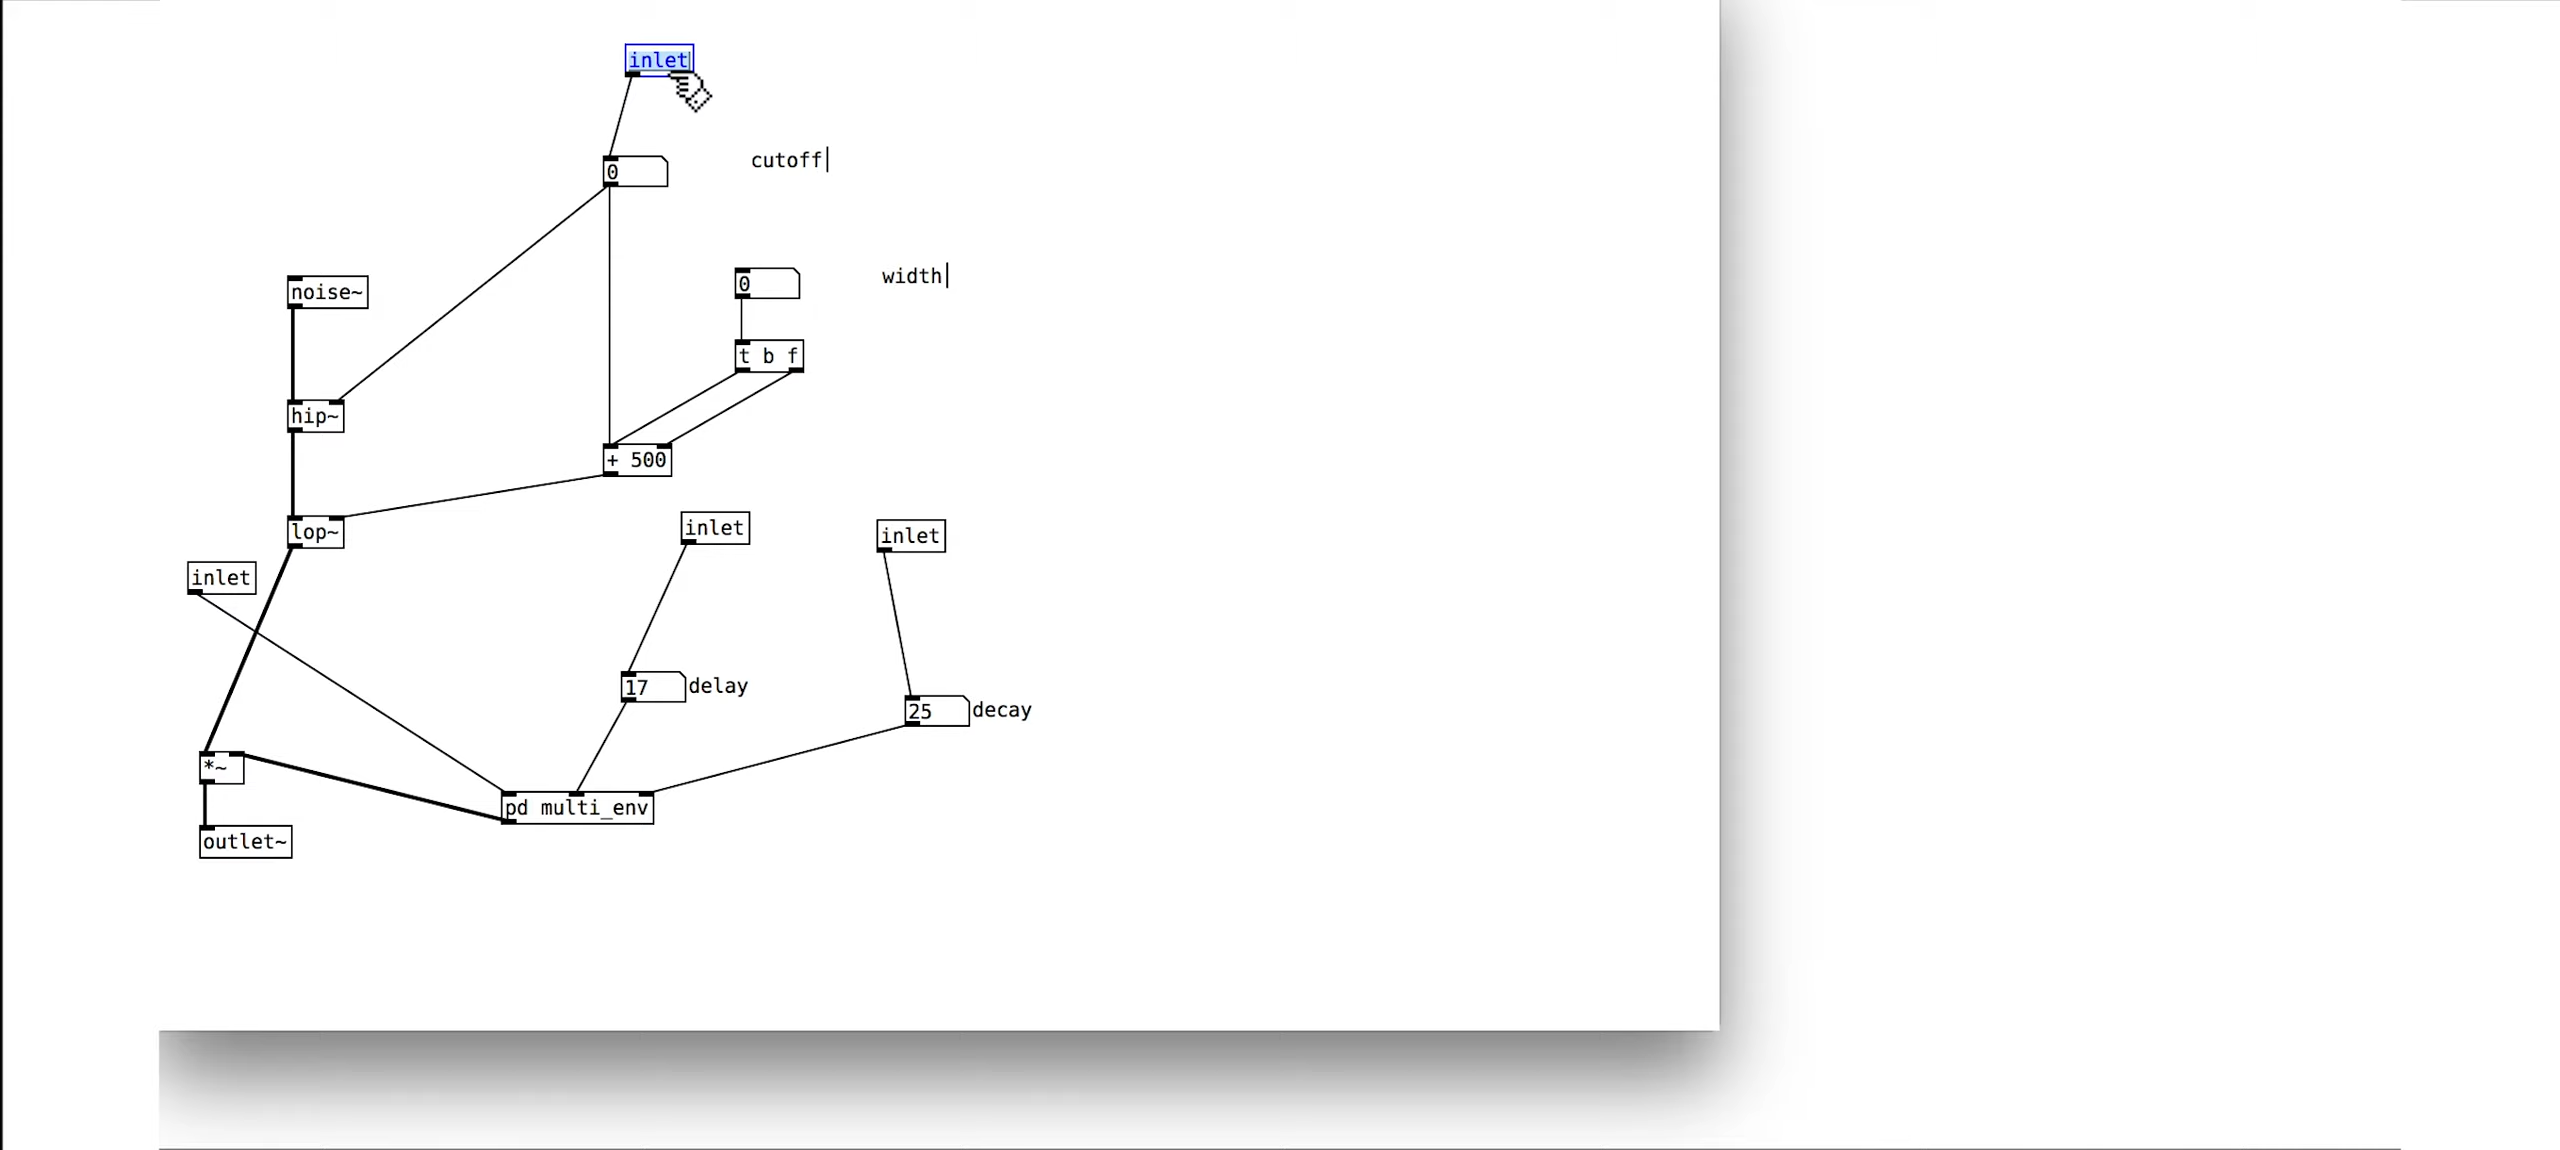 inlet
0
cutoff
0
width
noise~
t b f
hip~
+ 500
lop~
inlet
inlet
inlet
17
delay
25
decay
*~
pd multi_env
outlet~